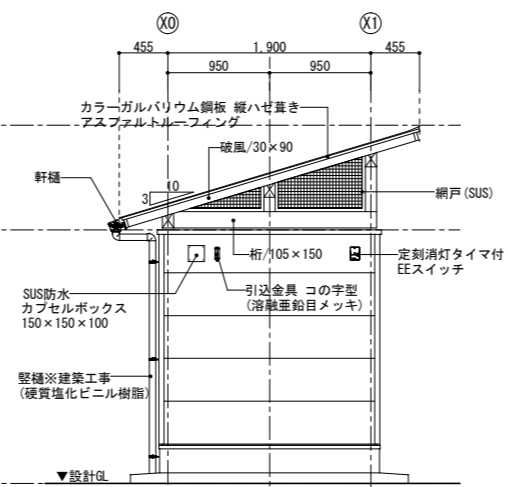 X0
X1
455
1,900
455
950
950
カラーガルバリウム鋼板 縦ハゼ葺き
アスファルトルーフィング
破風/30×90
軒樋
10
3
網戸(SUS)
桁/105×150
定刻消灯タイマ付
EEスイッチ
SUS防水
カプセルボックス
150×150×100
引込金具 コの字型
(溶融亜鉛目メッキ)
竪樋※建築工事
(硬質塩化ビニル樹脂)
▼設計GL